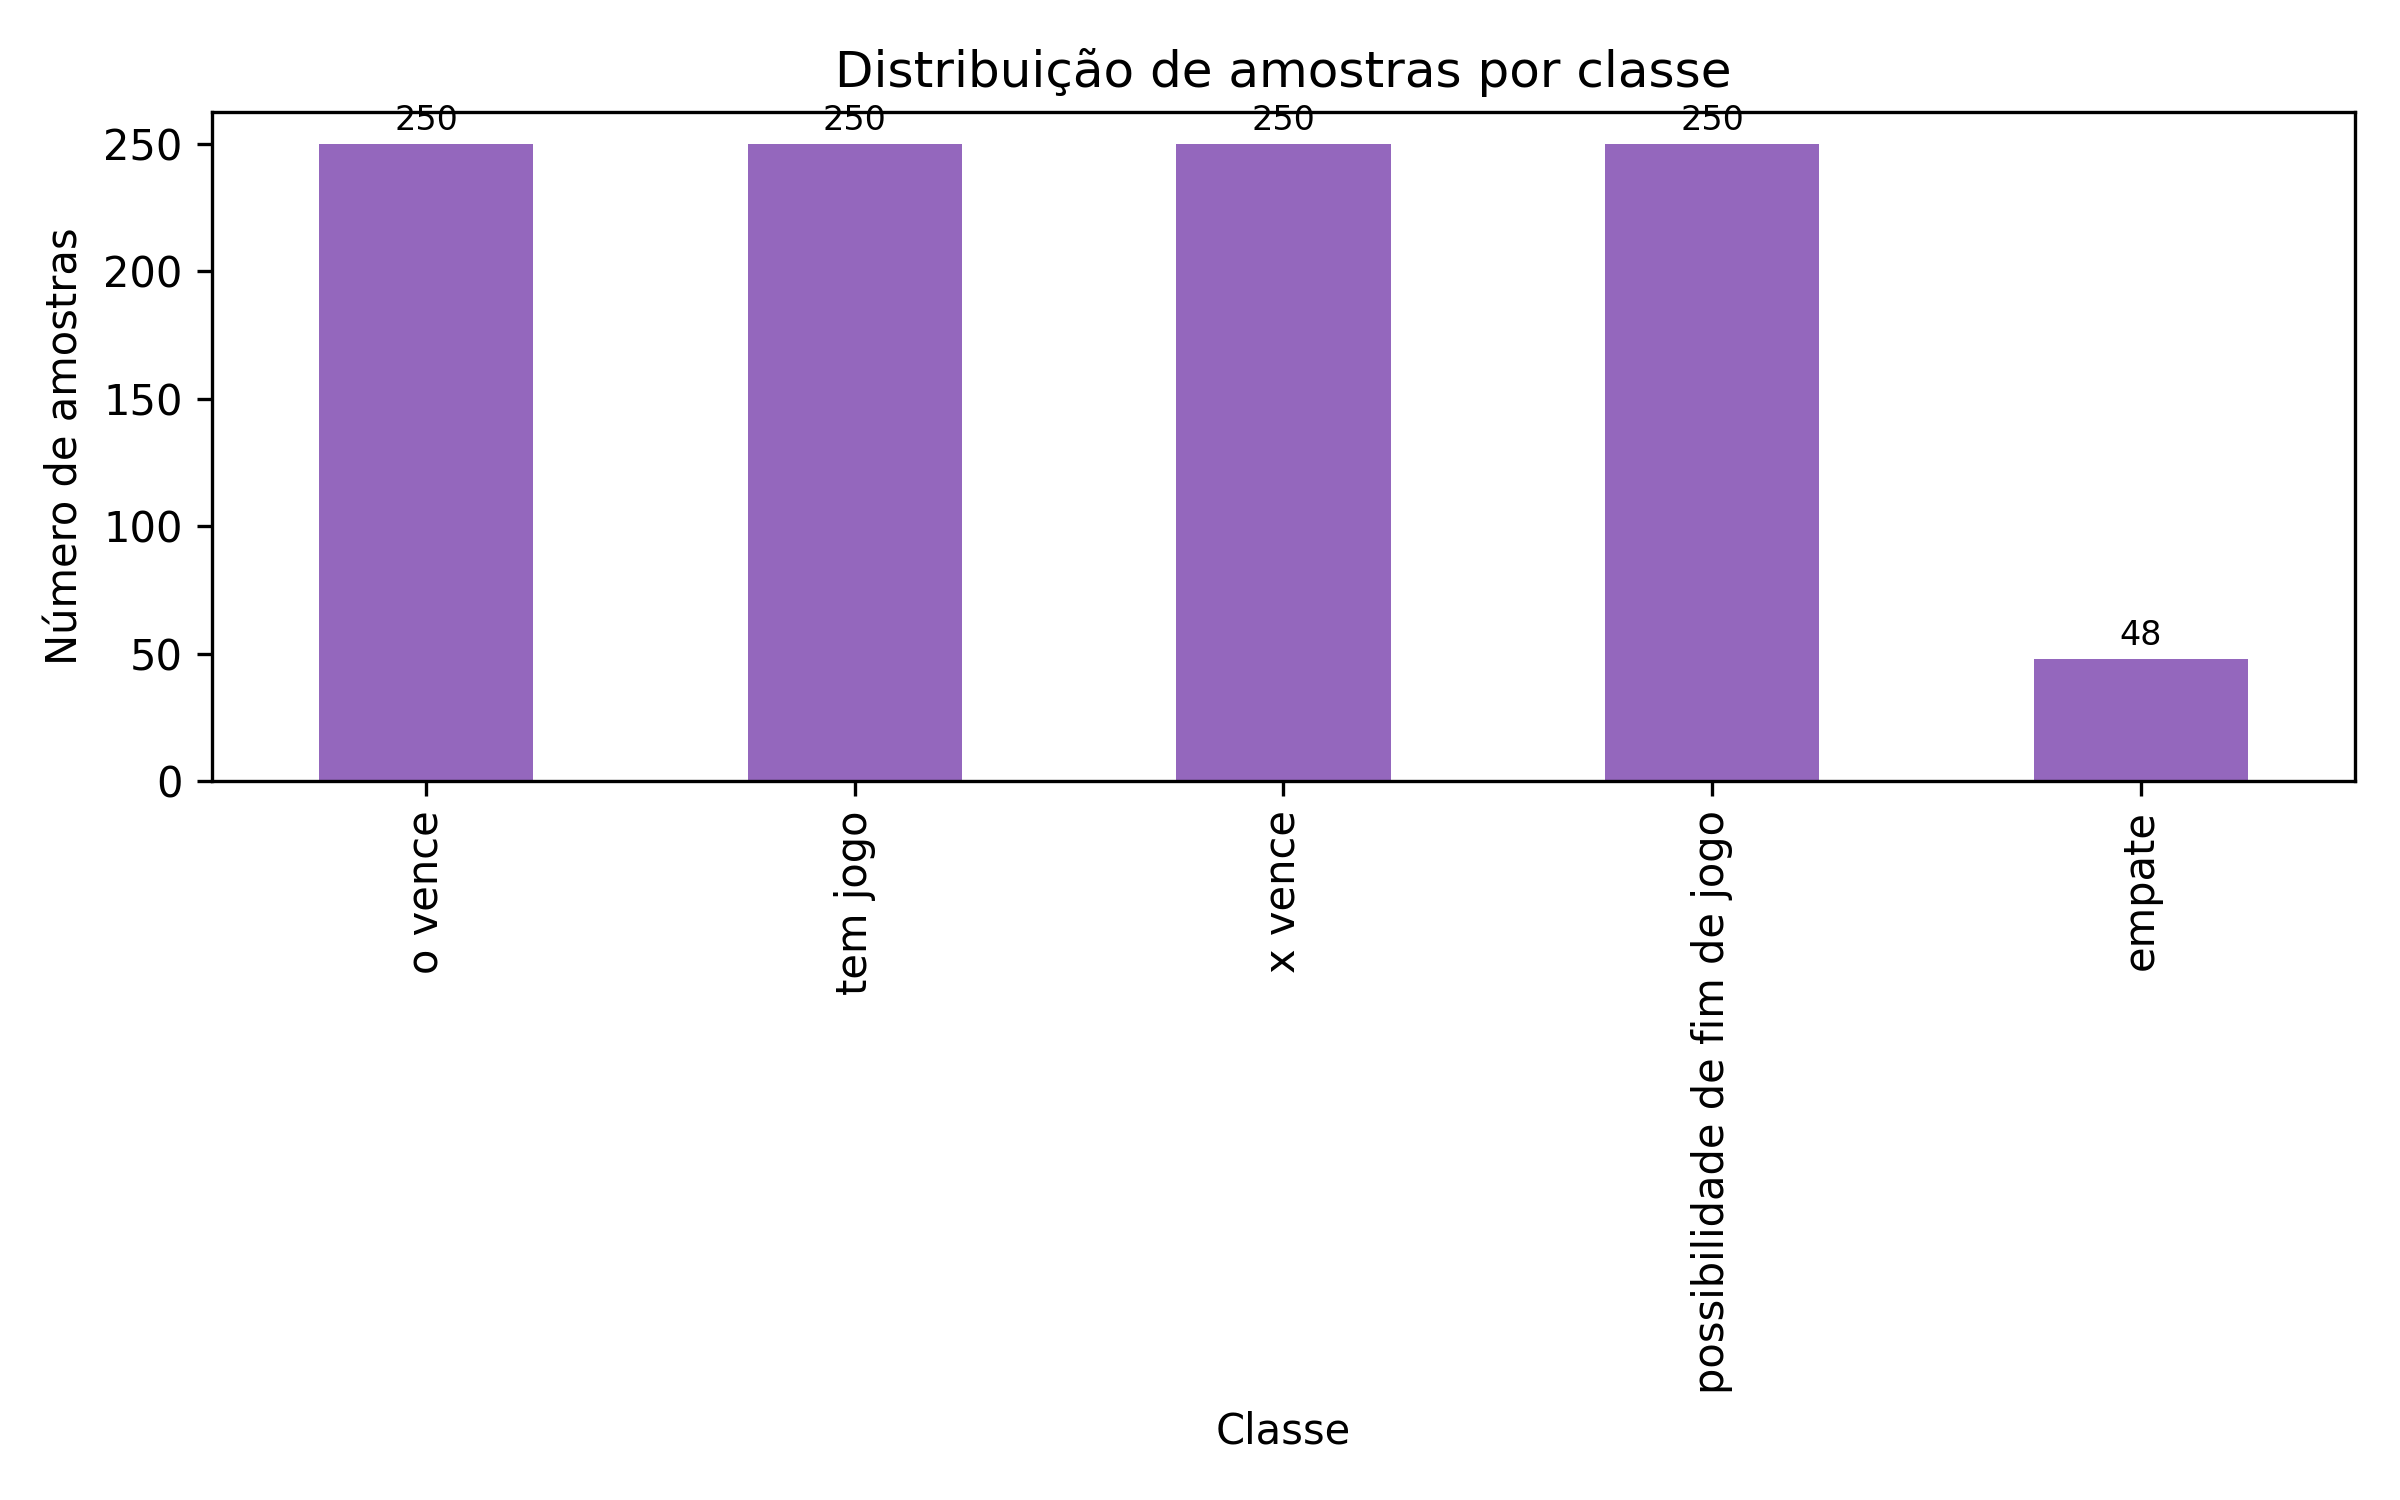 Distribuição de amostras por classe
250 250 250 250
48
Número de amostras
250
200
150
100
50
0
o vence
tem jogo
x vence
possibilidade de fim de jogo
empate
Classe